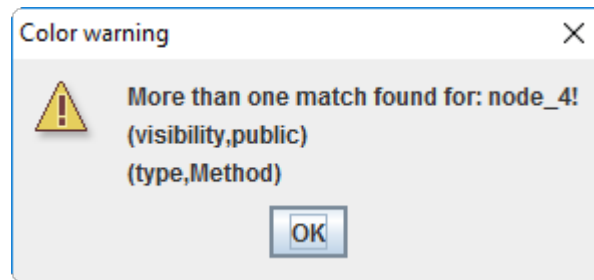 Color warning
More than one match found for: node_4!
(visibility,public)
(type,Method)
OK